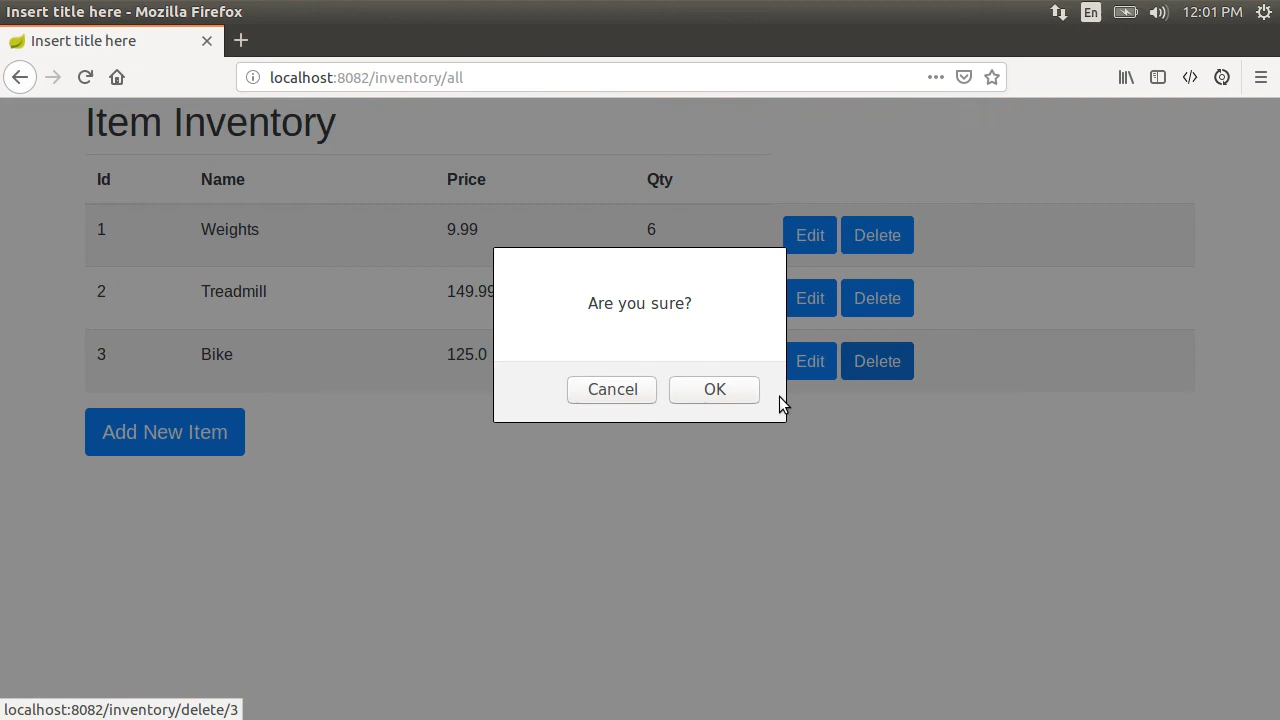 Insert title here - Mozilla Firefox
En
12:01 PM
Insert title here
localhost:8082/inventory/all
Item Inventory
Id Name Price Qty
1 Weights 9.99 6 Edit Delete
2 Treadmill 149.99 Edit Delete
3 Bike 125.0 Edit Delete
Are you sure?
Cancel OK
Add New Item
localhost:8082/inventory/delete/3